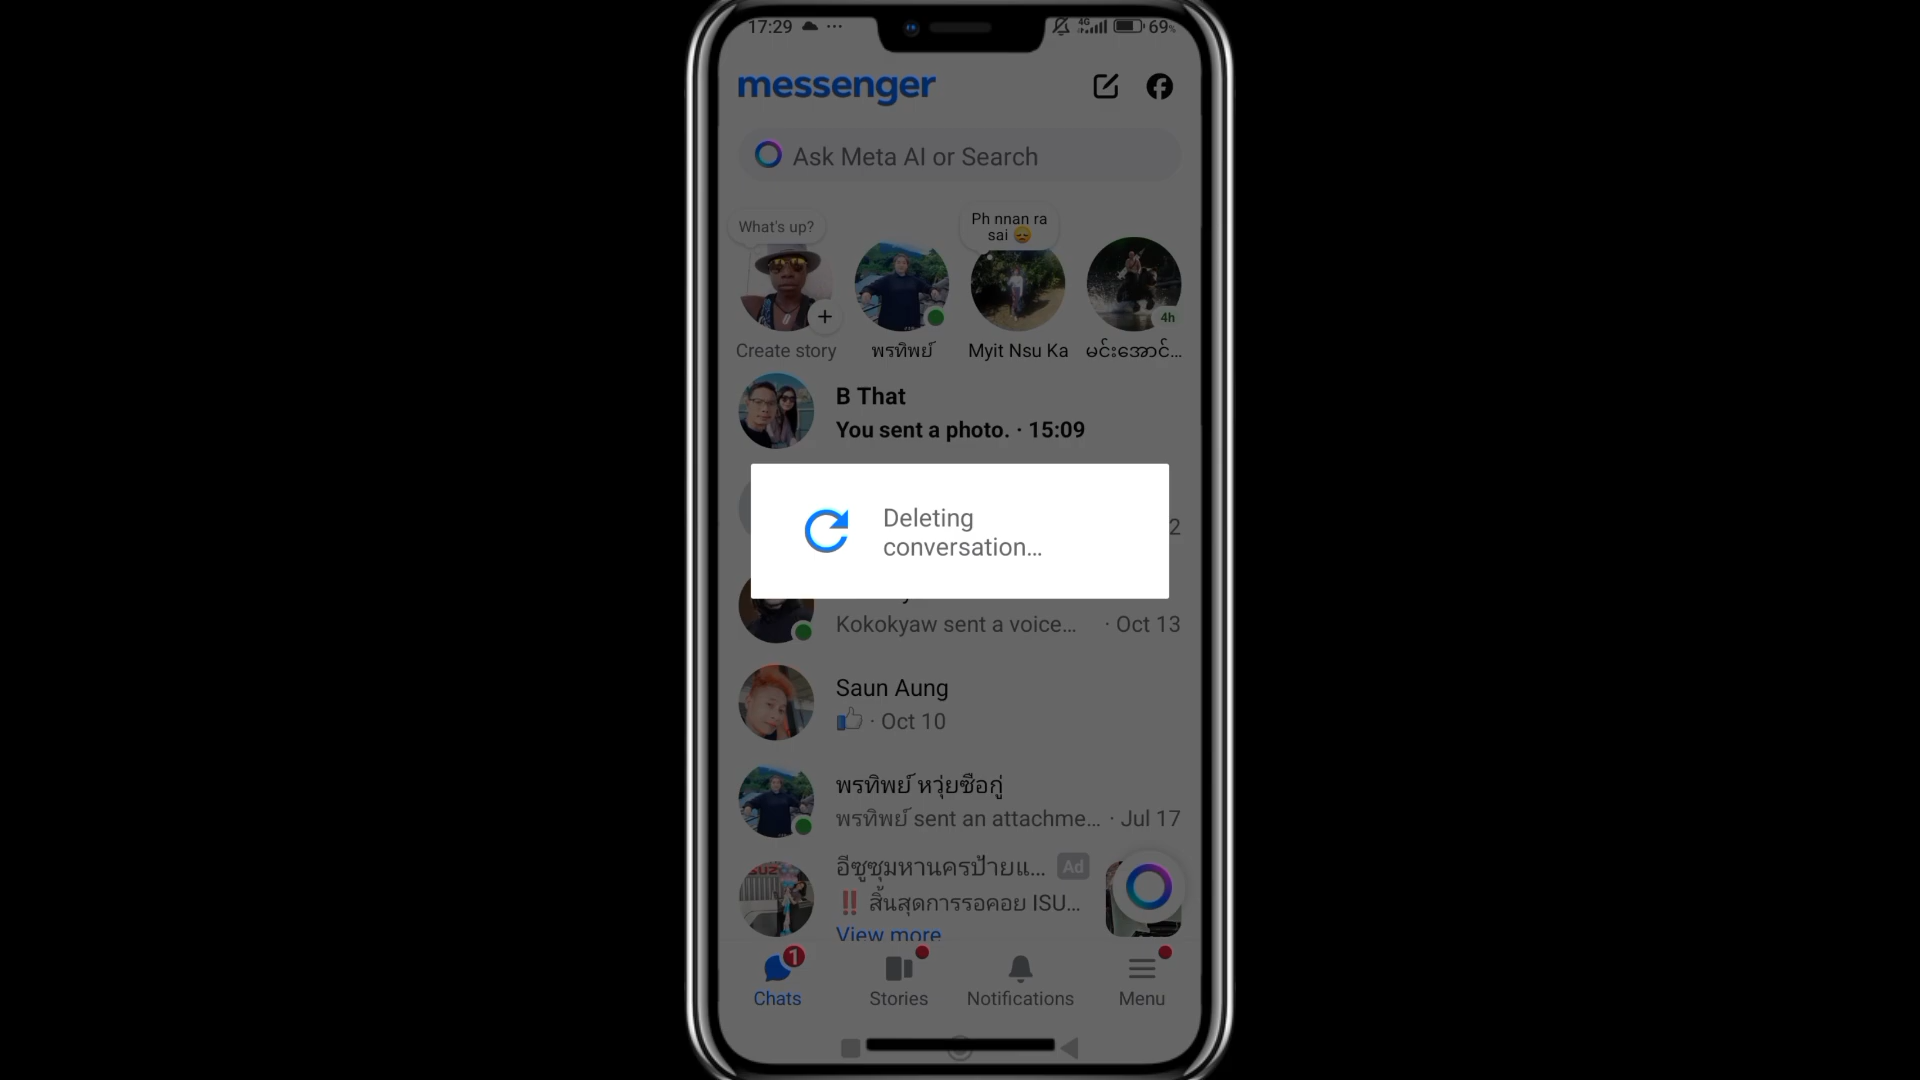 17:29
4G
69%
messenger
Ask Meta AI or Search
What's up?
Ph nnan ra
sai 😞
4h
Create story
พรทิพย์
Myit Nsu Ka
မင်းအောင်...
B That
You sent a photo. · 15:09
Deleting
conversation...
2
Kokokyaw sent a voice... · Oct 13
Saun Aung
👍 · Oct 10
พรทิพย์ หวุ่ยซือกู่
พรทิพย์ sent an attachme... · Jul 17
อีซูซุมหานครป้ายแ... Ad
‼ สิ้นสุดการรอคอย ISU...
View more
1
Chats
Stories
Notifications
Menu